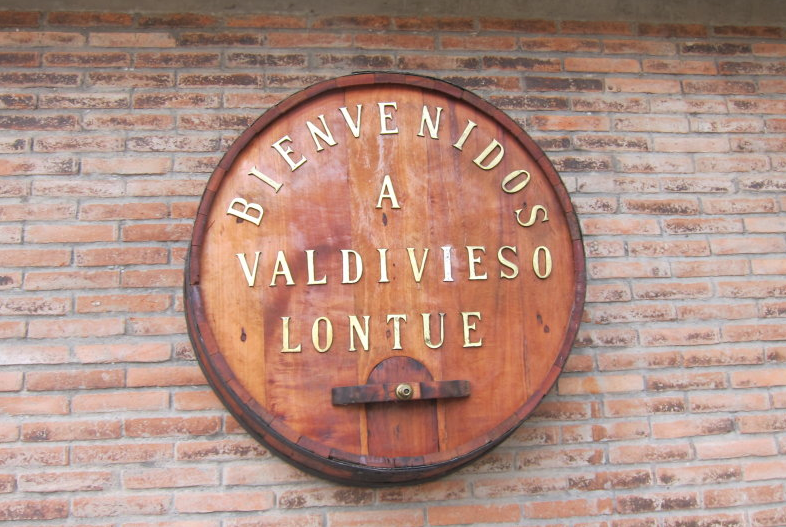 BIENVENIDOS
A
VALDIVIESO
LONTUE